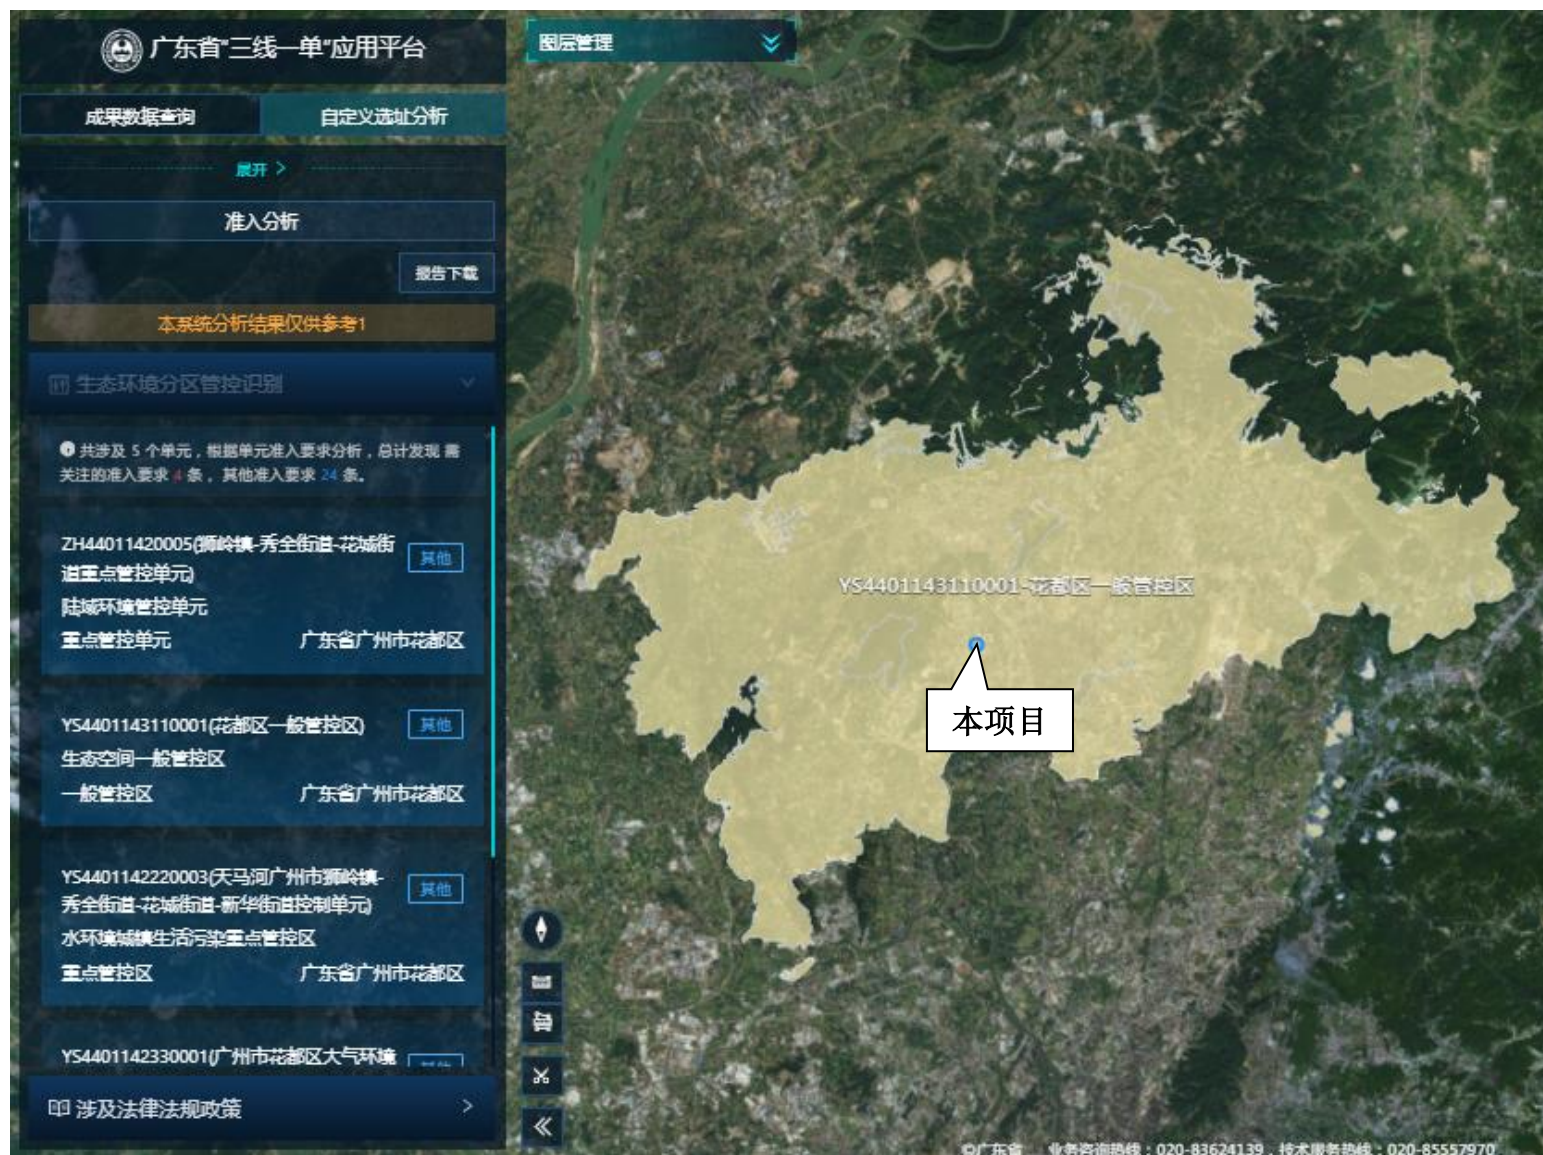 广东省"三线一单"应用平台
图层管理
成果数据查询
自定义选址分析
展开 >
准入分析
报告下载
本系统分析结果仅供参考!
生态环境分区管控识别
共涉及 5 个单元，根据单元准入要求分析，总计发现 需
关注的准入要求 4 条，其他准入要求 24 条。
ZH44011420005(狮岭镇-秀全街道-花城街
道重点管控单元)
其他
陆域环境管控单元
重点管控单元
广东省广州市花都区
YS4401143110001(花都区一般管控区)
其他
生态空间一般管控区
一般管控区
广东省广州市花都区
YS4401142220003(天马河广州市狮岭镇-
秀全街道-花城街道-新华街道控制单元)
其他
水环境城镇生活污染重点管控区
重点管控区
广东省广州市花都区
YS4401142330001(广州市花都区大气环境
其他
涉及法律法规政策
YS4401143110001-花都区一般管控区
本项目
©广东省 业务咨询热线：020-83624139，技术服务热线：020-85557970